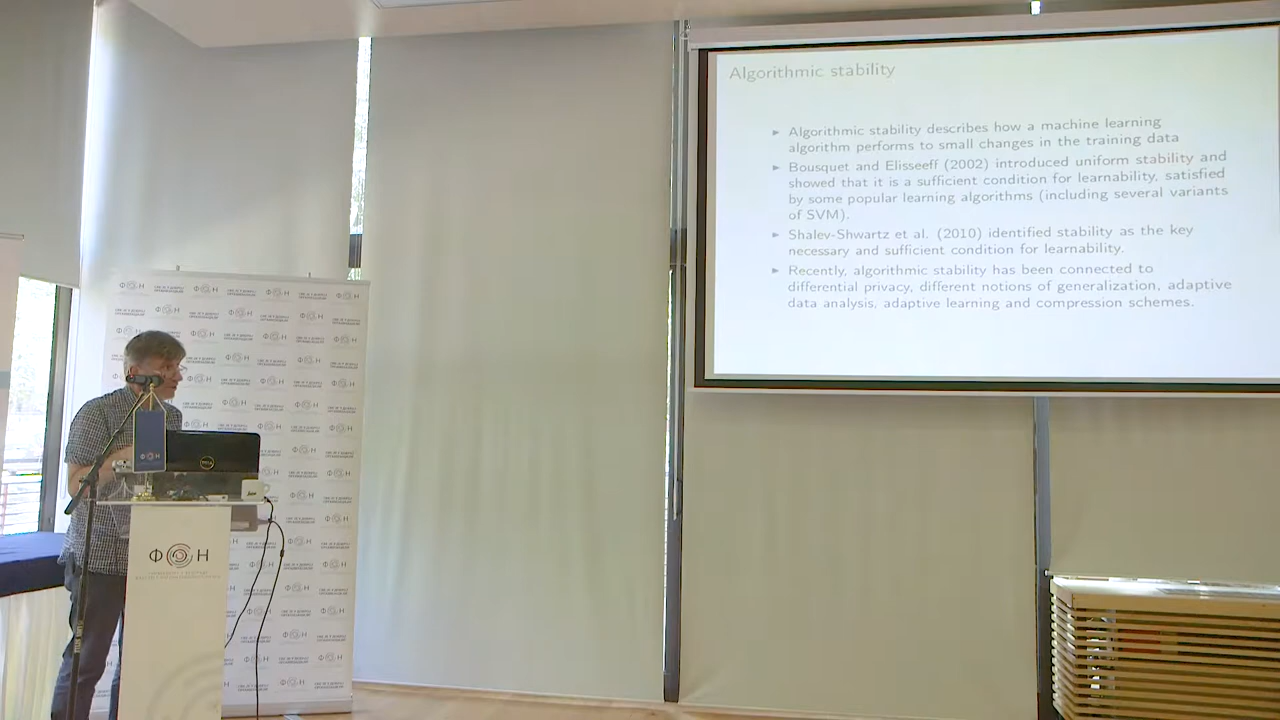 Algorithmic stability
► Algorithmic stability describes how a machine learning
algorithm performs to small changes in the training data
► Bousquet and Elisseeff (2002) introduced uniform stability and
showed that it is a sufficient condition for learnability, satisfied
by some popular learning algorithms (including several variants
of SVM).
► Shalev-Shwartz et al. (2010) identified stability as the key
necessary and sufficient condition for learnability.
► Recently, algorithmic stability has been connected to
differential privacy, different notions of generalization, adaptive
data analysis, adaptive learning and compression schemes.
ФОН